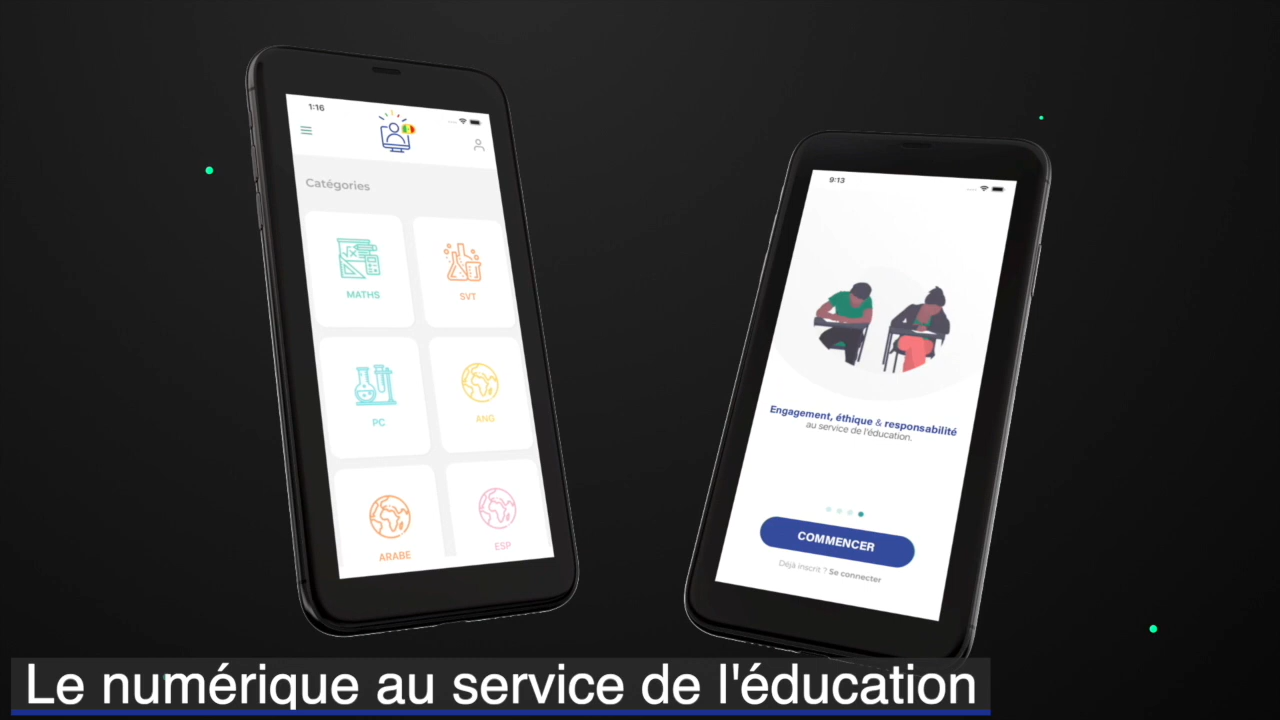 1:16
Catégories
MATHS
SVT
PC
ANG
ARABE
ESP
9:13
Engagement, éthique & responsabilité
au service de l'éducation.
COMMENCER
Déjà inscrit ? Se connecter
Le numérique au service de l'éducation